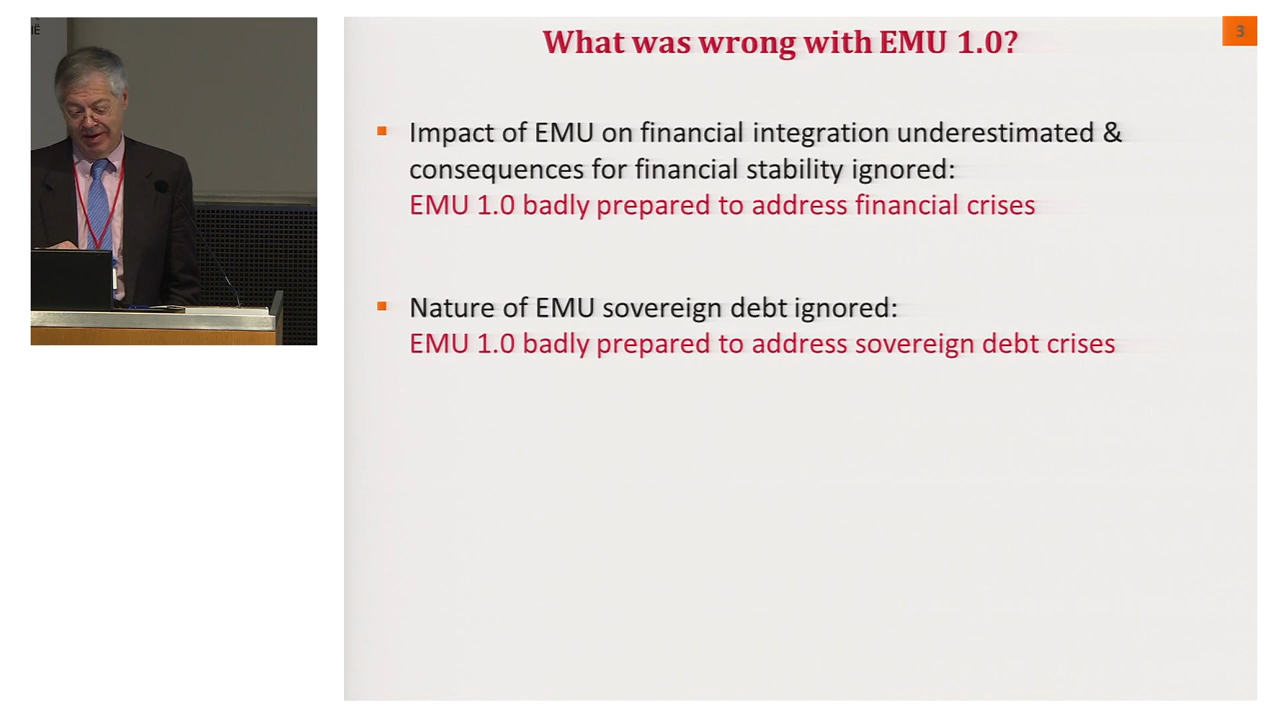 IË
What was wrong with EMU 1.0?
3
▪ Impact of EMU on financial integration underestimated &
consequences for financial stability ignored:
EMU 1.0 badly prepared to address financial crises
▪ Nature of EMU sovereign debt ignored:
EMU 1.0 badly prepared to address sovereign debt crises